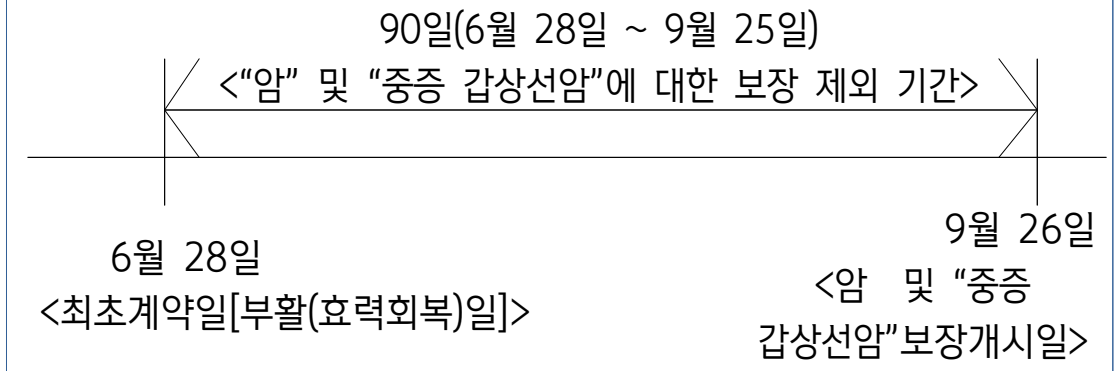 90일(6월 28일 ~ 9월 25일)
<“암” 및 “중증 갑상선암”에 대한 보장 제외 기간>
6월 28일
<최초계약일[부활(효력회복)일]>
9월 26일
<암 및 “중증
갑상선암”보장개시일>